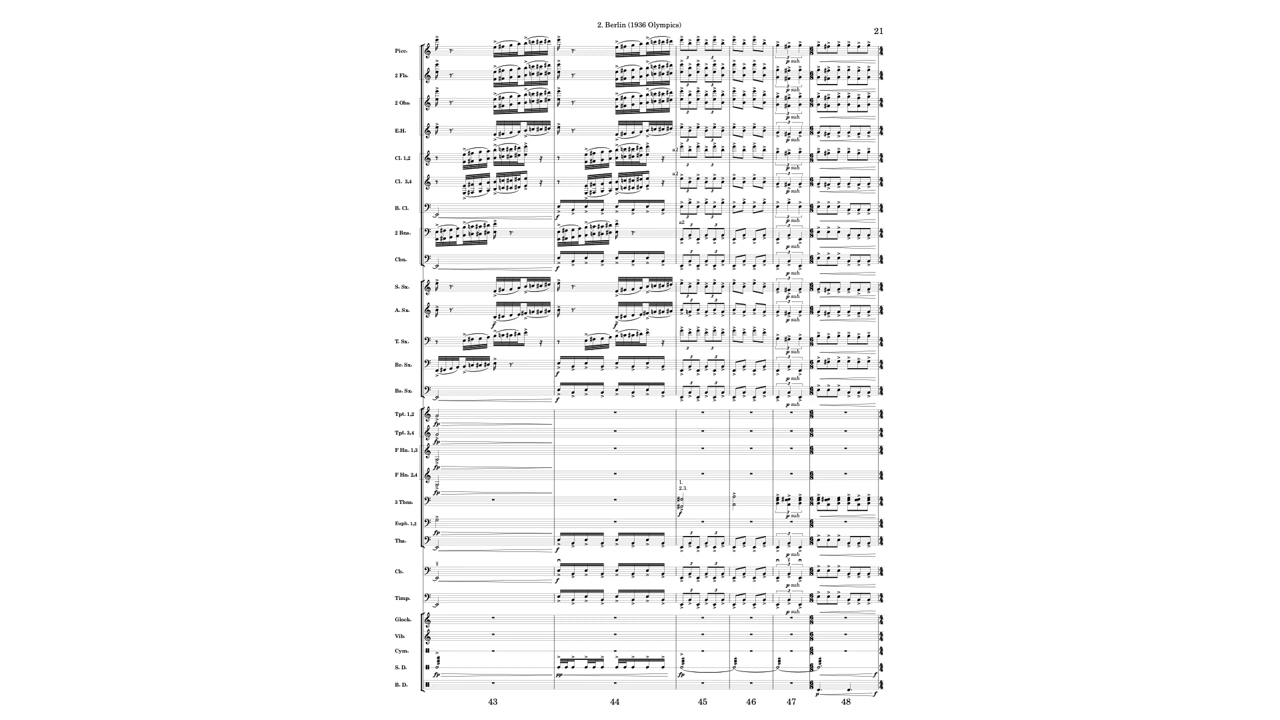 2. Berlin (1936 Olympics)
21
Picc.
2 Fls.
2 Obs.
E.H.
Cl. 1,2
Cl. 3,4
B. Cl.
2 Bns.
Cbn.
S. Sx.
A. Sx.
T. Sx.
Br. Sx.
Bs. Sx.
Tpt. 1,2
Tpt. 3,4
F Hn. 1,3
F Hn. 2,4
3 Tbns.
Euph. 1,2
Tba.
Cb.
Timp.
Glock.
Vib.
Cym.
S. D.
B. D.
43 44 45 46 47 48